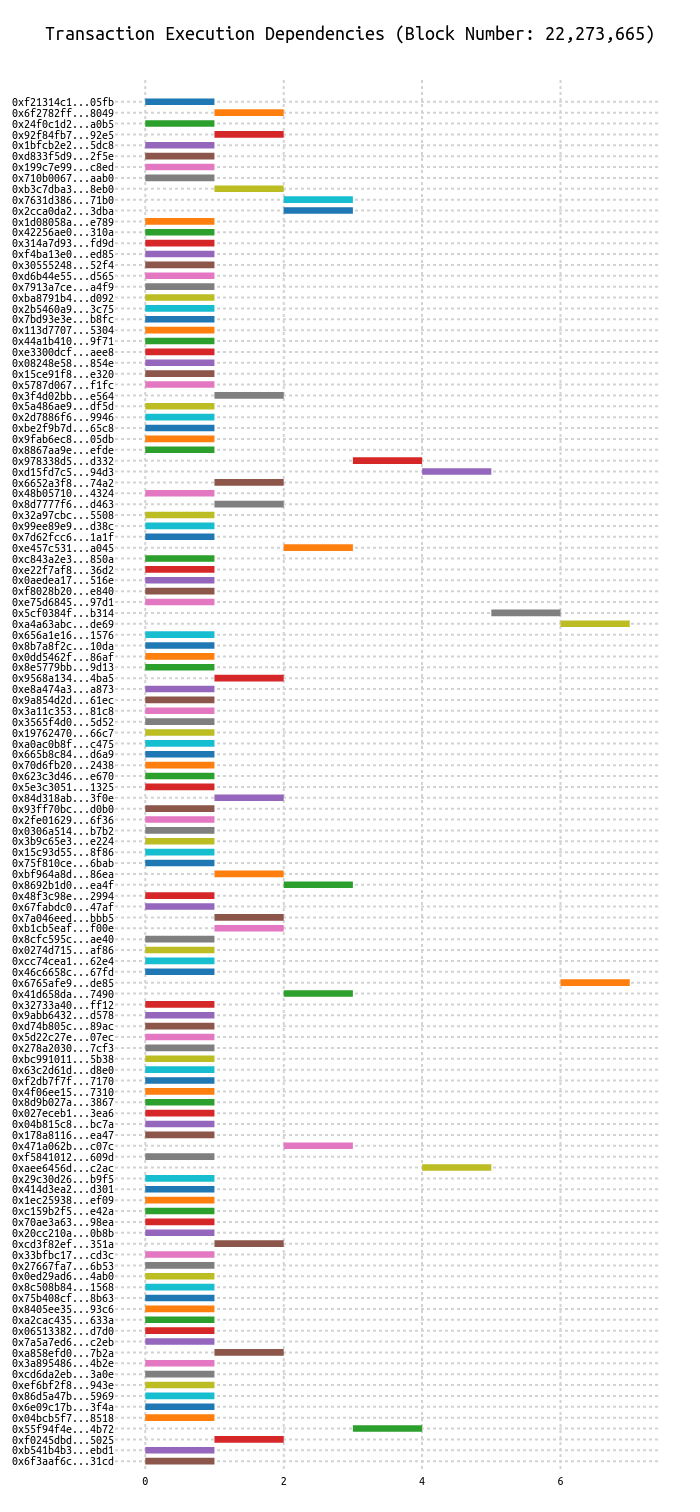 Transaction Execution Dependencies (Block Number: 22,273,665)
0xf21314c1...05fb
0x6f2782ff...8049
0x24f0c1d2...a0b5
0x92f84fb7...92e5
0x1bfcb2e2...5dc8
0xd833f5d9...2f5e
0x199c7e99...c8ed
0x710b0067...aab0
0xb3c7dba3...8eb0
0x7631d386...71b0
0x2cca0da2...3dba
0x1d08058a...e789
0x42256ae0...310a
0x314a7d93...fd9d
0xf4ba13e0...ed85
0x30555248...52f4
0xd6b44e55...d565
0x7913a7ce...a4f9
0xba8791b4...d092
0x2b5460a9...3c75
0x7bd93e3e...b8fc
0x113d7707...5304
0x44a1b410...9f71
0xe3300dcf...aee8
0x08248e58...854e
0x15ce91f8...e320
0x5787d067...f1fc
0x3f4d02bb...e564
0x5a486ae9...df5d
0x2d7886f6...9946
0xbe2f9b7d...65c8
0x9fab6ec8...05db
0x8867aa9e...efde
0x978338d5...d332
0xd15fd7c5...94d3
0x6652a3f8...74a2
0x48b05710...4324
0x8d7777f6...d463
0x32a97cbc...5508
0x99ee89e9...d38c
0x7d62fcc6...1a1f
0xe457c531...a045
0xc843a2e3...850a
0xe22f7af8...36d2
0x0aedea17...516e
0xf8028b20...e840
0xe75d6845...97d1
0x5cf0384f...b314
0xa4a63abc...de69
0x656a1e16...1576
0x8b7a8f2c...10da
0x0dd5462f...86af
0x8e5779bb...9d13
0x9568a134...4ba5
0xe8a474a3...a873
0x9a854d2d...61ec
0x3a11c353...81c8
0x3565f4d0...5d52
0x19762470...66c7
0xa0ac0b8f...c475
0x665b8c84...d6a9
0x70d6fb20...2438
0x623c3d46...e670
0x5e3c3051...1325
0x84d318ab...3f0e
0x93ff70bc...d0b0
0x2fe01629...6f36
0x0306a514...b7b2
0x3b9c65e3...e224
0x15c93d55...8f86
0x75f810ce...6bab
0xbf964a8d...86ea
0x8692b1d0...ea4f
0x48f3c98e...2994
0x67fabdc0...47af
0x7a046eed...bbb5
0xb1cb5eaf...f00e
0x8cfc595c...ae40
0x0274d715...af86
0xcc74cea1...62e4
0x46c6658c...67fd
0x6765afe9...de85
0x41d658da...7490
0x32733a40...ff12
0x9abb6432...d578
0xd74b805c...89ac
0x5d22c27e...07ec
0x278a2030...7cf3
0xbc991011...5b38
0x63c2d61d...d8e0
0xf2db7f7f...7170
0x4f06ee15...7310
0x8d9b027a...3867
0x027eceb1...3ea6
0x04b815c8...bc7a
0x178a8116...ea47
0x471a062b...c07c
0xf5841012...609d
0xaee6456d...c2ac
0x29c30d26...b9f5
0x414d3ea2...d301
0x1ec25938...ef09
0xc159b2f5...e42a
0x70ae3a63...98ea
0x20cc210a...0b8b
0xcd3f82ef...351a
0x33bfbc17...cd3c
0x27667fa7...6b53
0x0ed29ad6...4ab0
0x8c508b84...1568
0x75b408cf...8b63
0x8405ee35...93c6
0xa2cac435...633a
0x06513382...d7d0
0x7a5a7ed6...c2eb
0xa858efd0...7b2a
0x3a895486...4b2e
0xcd6da2eb...3a0e
0xef6bf2f8...943e
0x86d5a47b...5969
0x6e09c17b...3f4a
0x04bcb5f7...8518
0x55f94f4e...4b72
0xf0245dbd...5025
0xb541b4b3...ebd1
0x6f3aaf6c...31cd
0 2 4 6